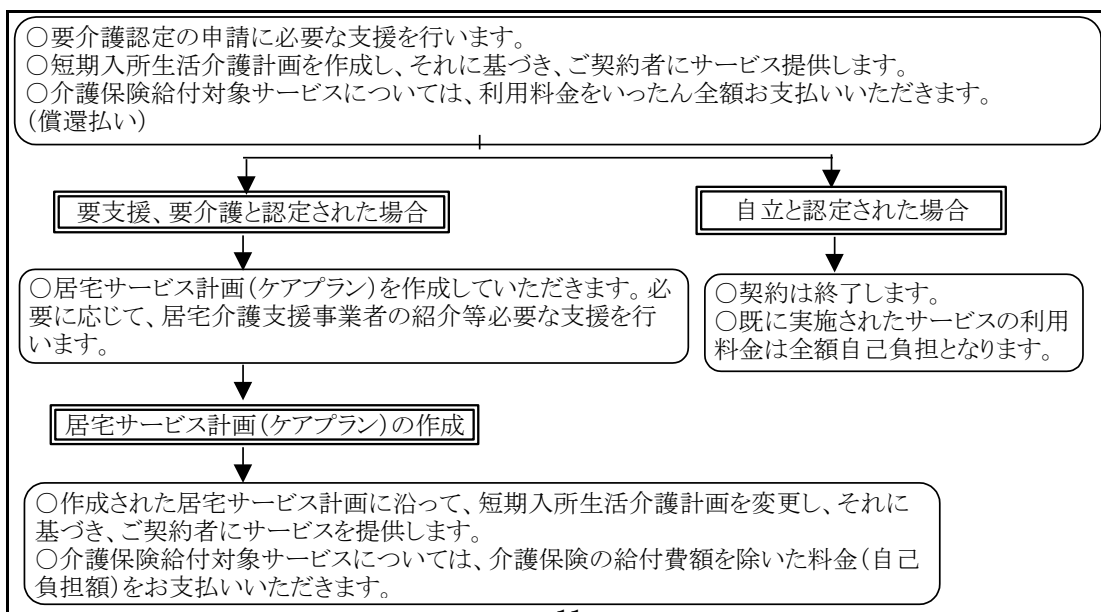 ○要介護認定の申請に必要な支援を行います。
○短期入所生活介護計画を作成し、それに基づき、ご契約者にサービス提供します。
○介護保険給付対象サービスについては、利用料金をいったん全額お支払いいただきます。
(償還払い)
要支援、要介護と認定された場合
自立と認定された場合
○居宅サービス計画(ケアプラン)を作成していただきます。必
要に応じて、居宅介護支援事業者の紹介等必要な支援を行
います。
○契約は終了します。
○既に実施されたサービスの利用
料金は全額自己負担となります。
居宅サービス計画(ケアプラン)の作成
○作成された居宅サービス計画に沿って、短期入所生活介護計画を変更し、それに
基づき、ご契約者にサービスを提供します。
○介護保険給付対象サービスについては、介護保険の給付費額を除いた料金(自己
負担額)をお支払いいただきます。